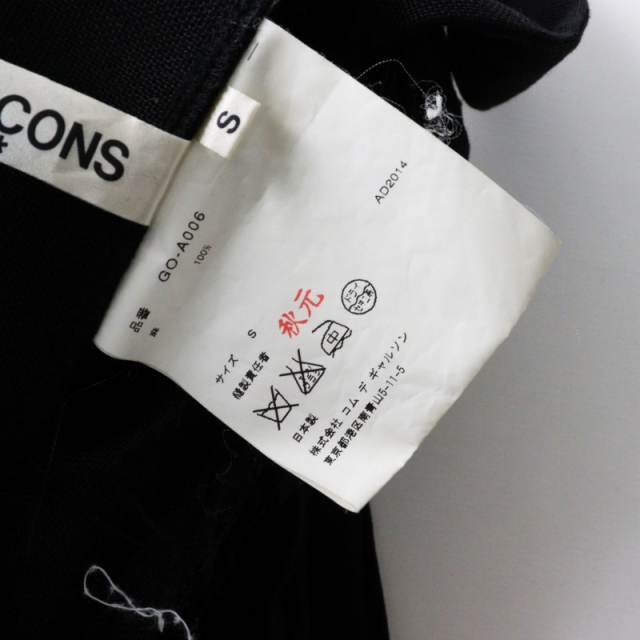 CONS
S
AD2014
品番 GO-A006
麻 100%
サイズ S
縫製責任者 秋元
日本製
株式会社 コム デ ギャルソン
東京都港区南青山5-11-5